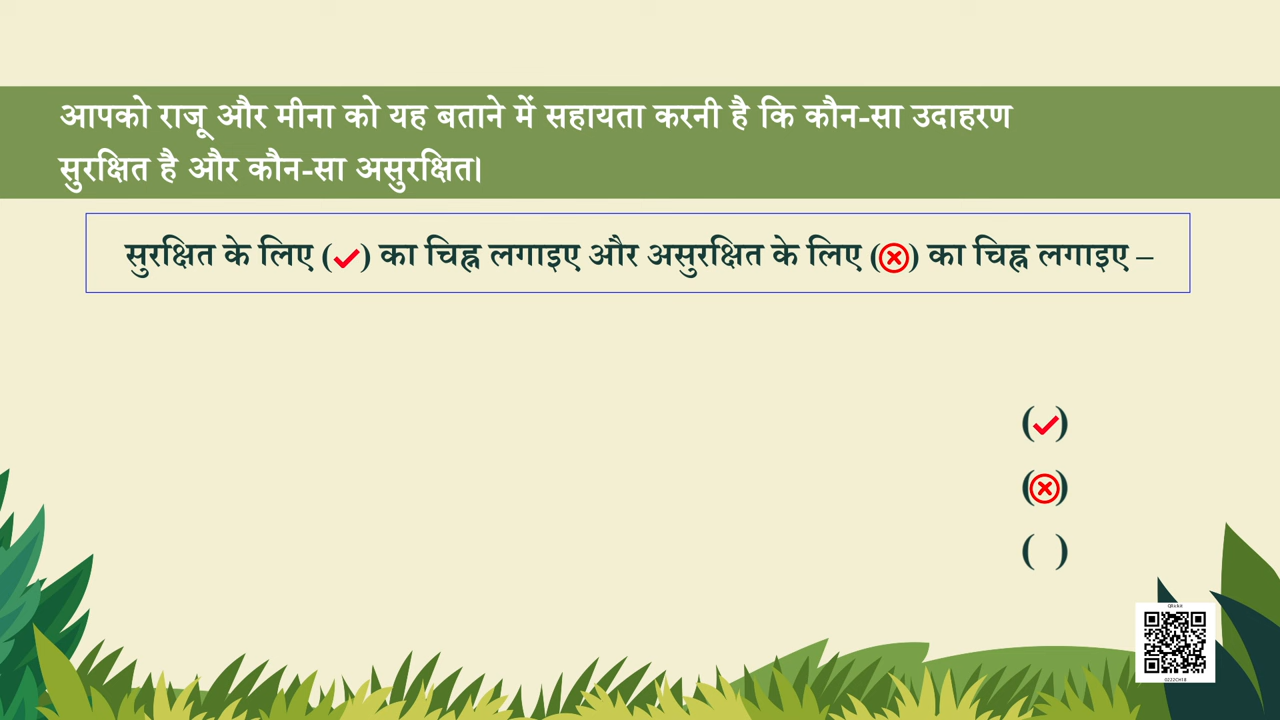 आपको राजू और मीना को यह बताने में सहायता करनी है कि कौन-सा उदाहरण
सुरक्षित है और कौन-सा असुरक्षित।
सुरक्षित के लिए (✓) का चिह्न लगाइए और असुरक्षित के लिए (⊗) का चिह्न लगाइए –
(✓)
(⊗)
( )
0222CH18